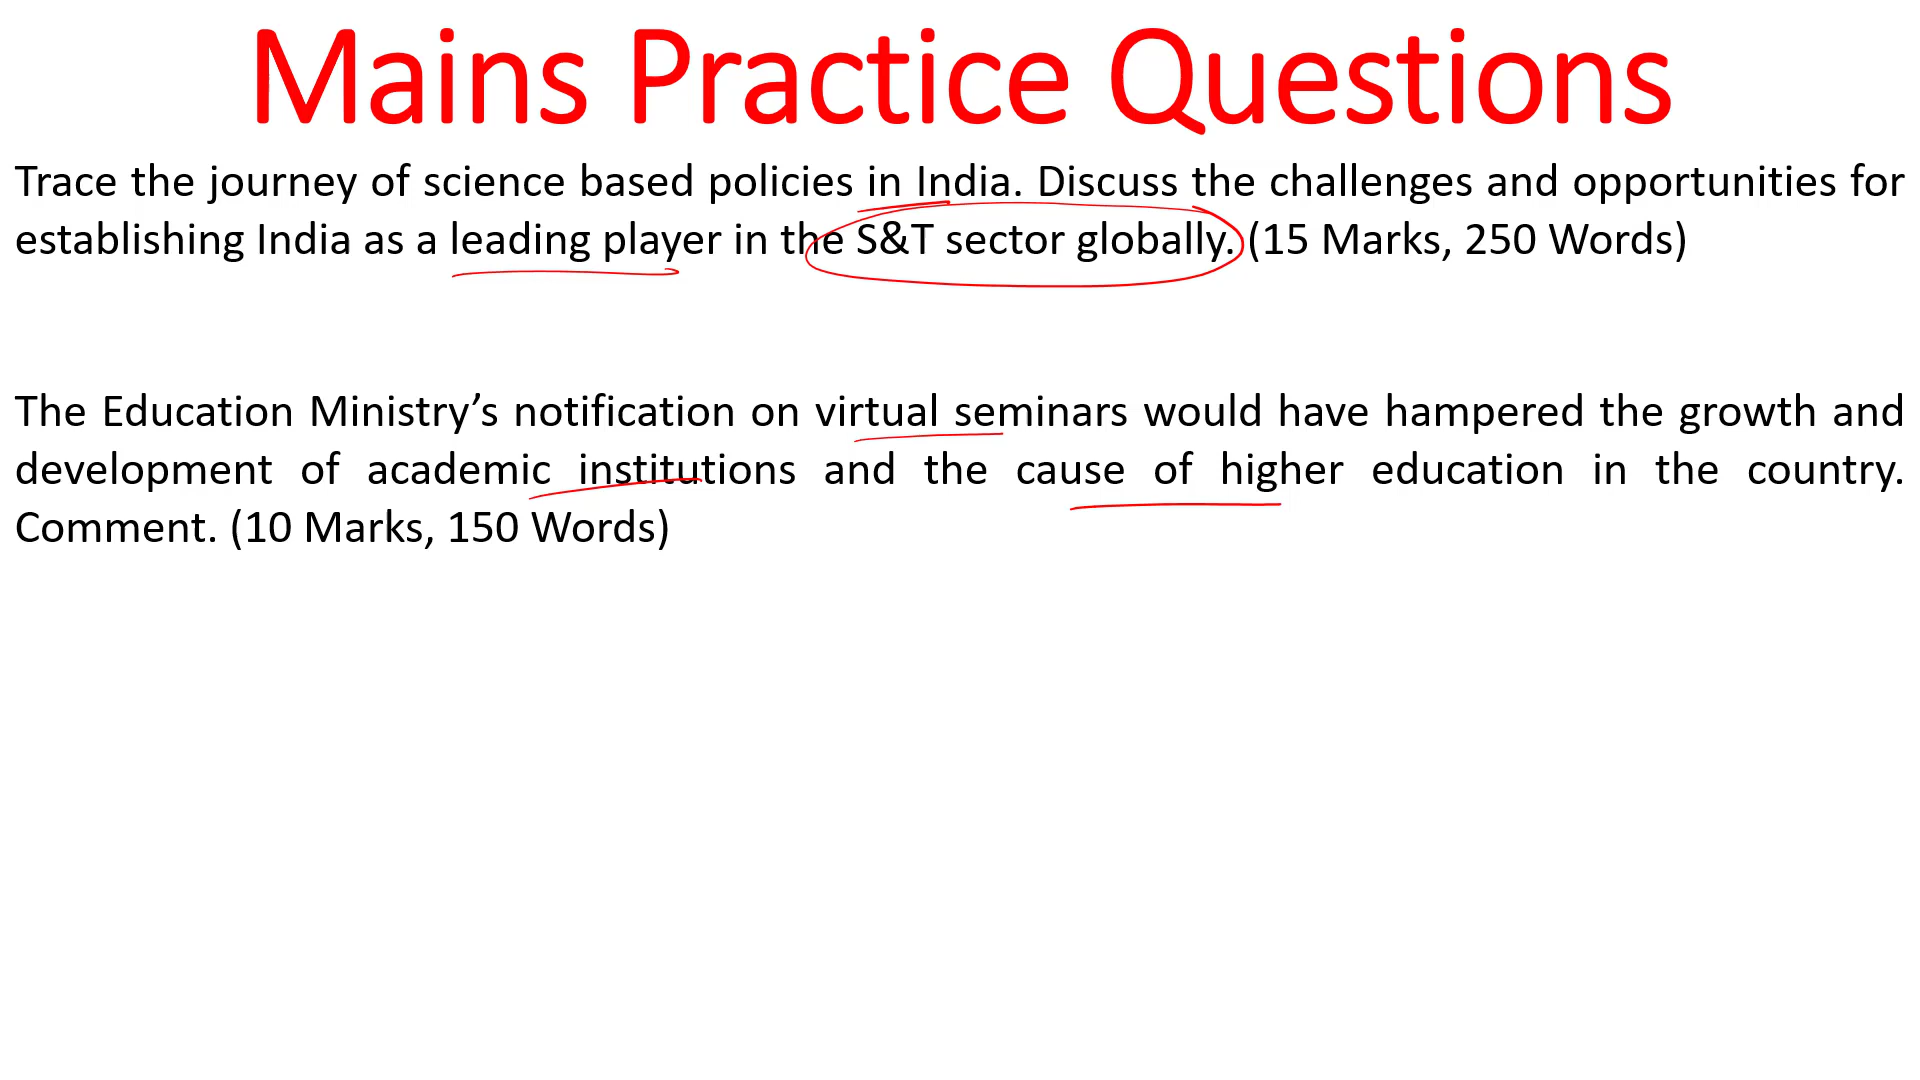 Mains Practice Questions
Trace the journey of science based policies in India. Discuss the challenges and opportunities for
establishing India as a leading player in the S&T sector globally. (15 Marks, 250 Words)
The Education Ministry’s notification on virtual seminars would have hampered the growth and
development of academic institutions and the cause of higher education in the country.
Comment. (10 Marks, 150 Words)